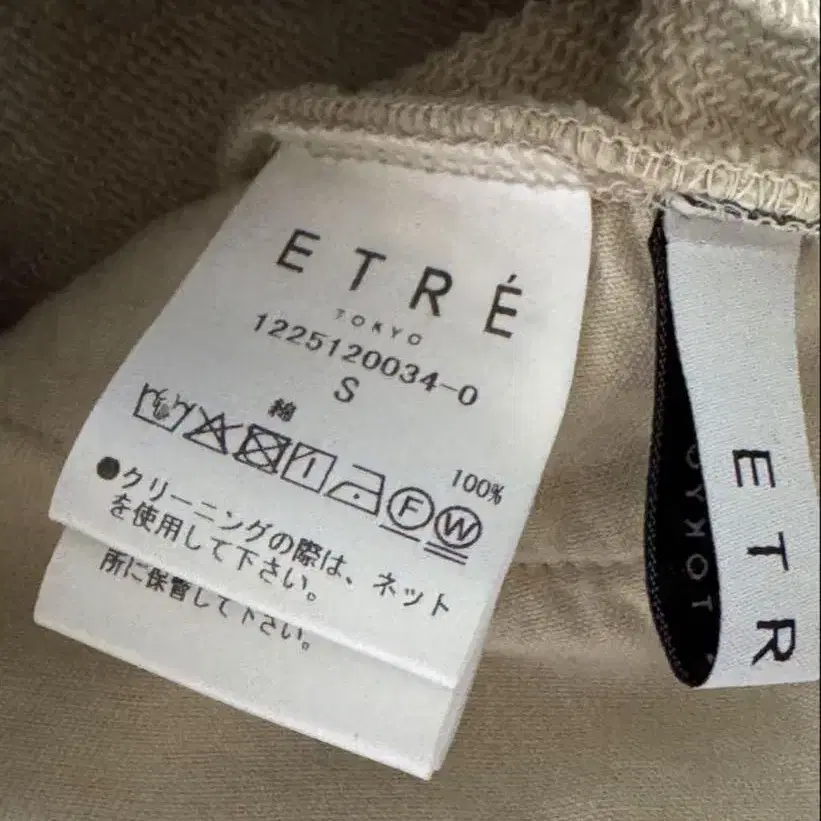 ETRÉ
TOKYO
1225120034-0
S
綿
100%
F W
●クリーニングの際は、ネット
を使用して下さい。
所に保管して下さい。
ETR
TOKYO